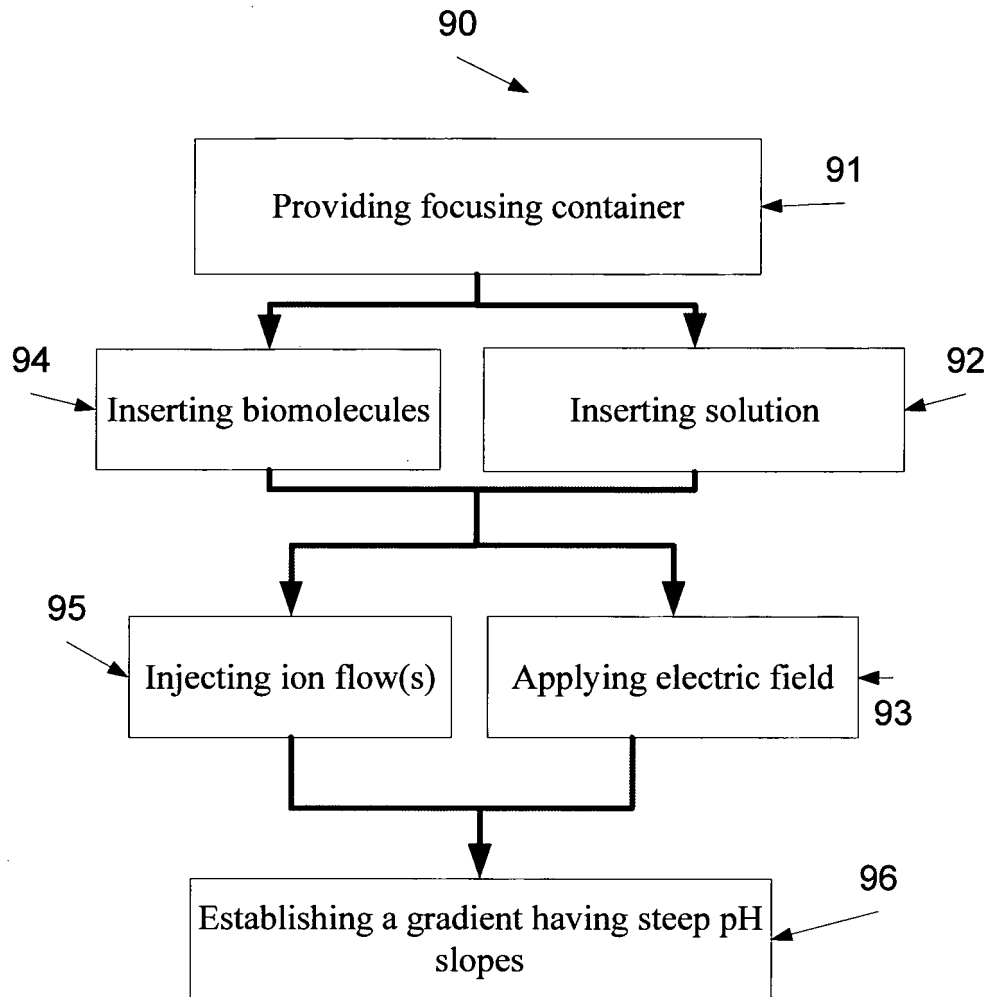 90
Providing focusing container
91
94
Inserting biomolecules
Inserting solution
92
95
Injecting ion flow(s)
Applying electric field
93
Establishing a gradient having steep pH
slopes
96